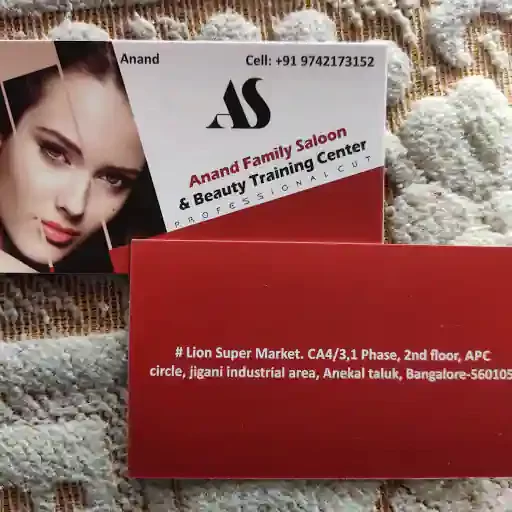 Anand
Cell: +91 9742173152
AS
Anand Family Saloon
& Beauty Training Center
PROFESSIONAL CUT
# Lion Super Market. CA4/3,1 Phase, 2nd floor, APC
circle, jigani industrial area, Anekal taluk, Bangalore-560105